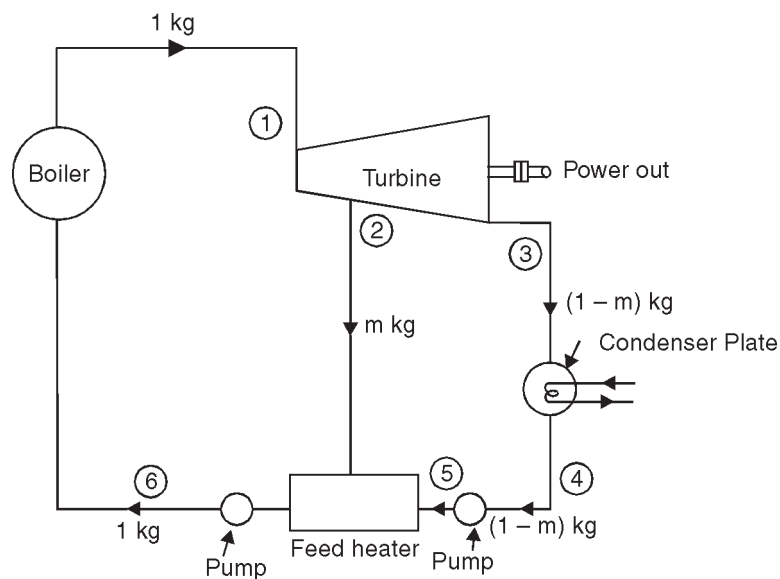 1 kg
1
Boiler
Turbine
Power out
2
3
(1 – m) kg
m kg
Condenser Plate
6
5
4
1 kg
(1 – m) kg
Feed heater
Pump
Pump